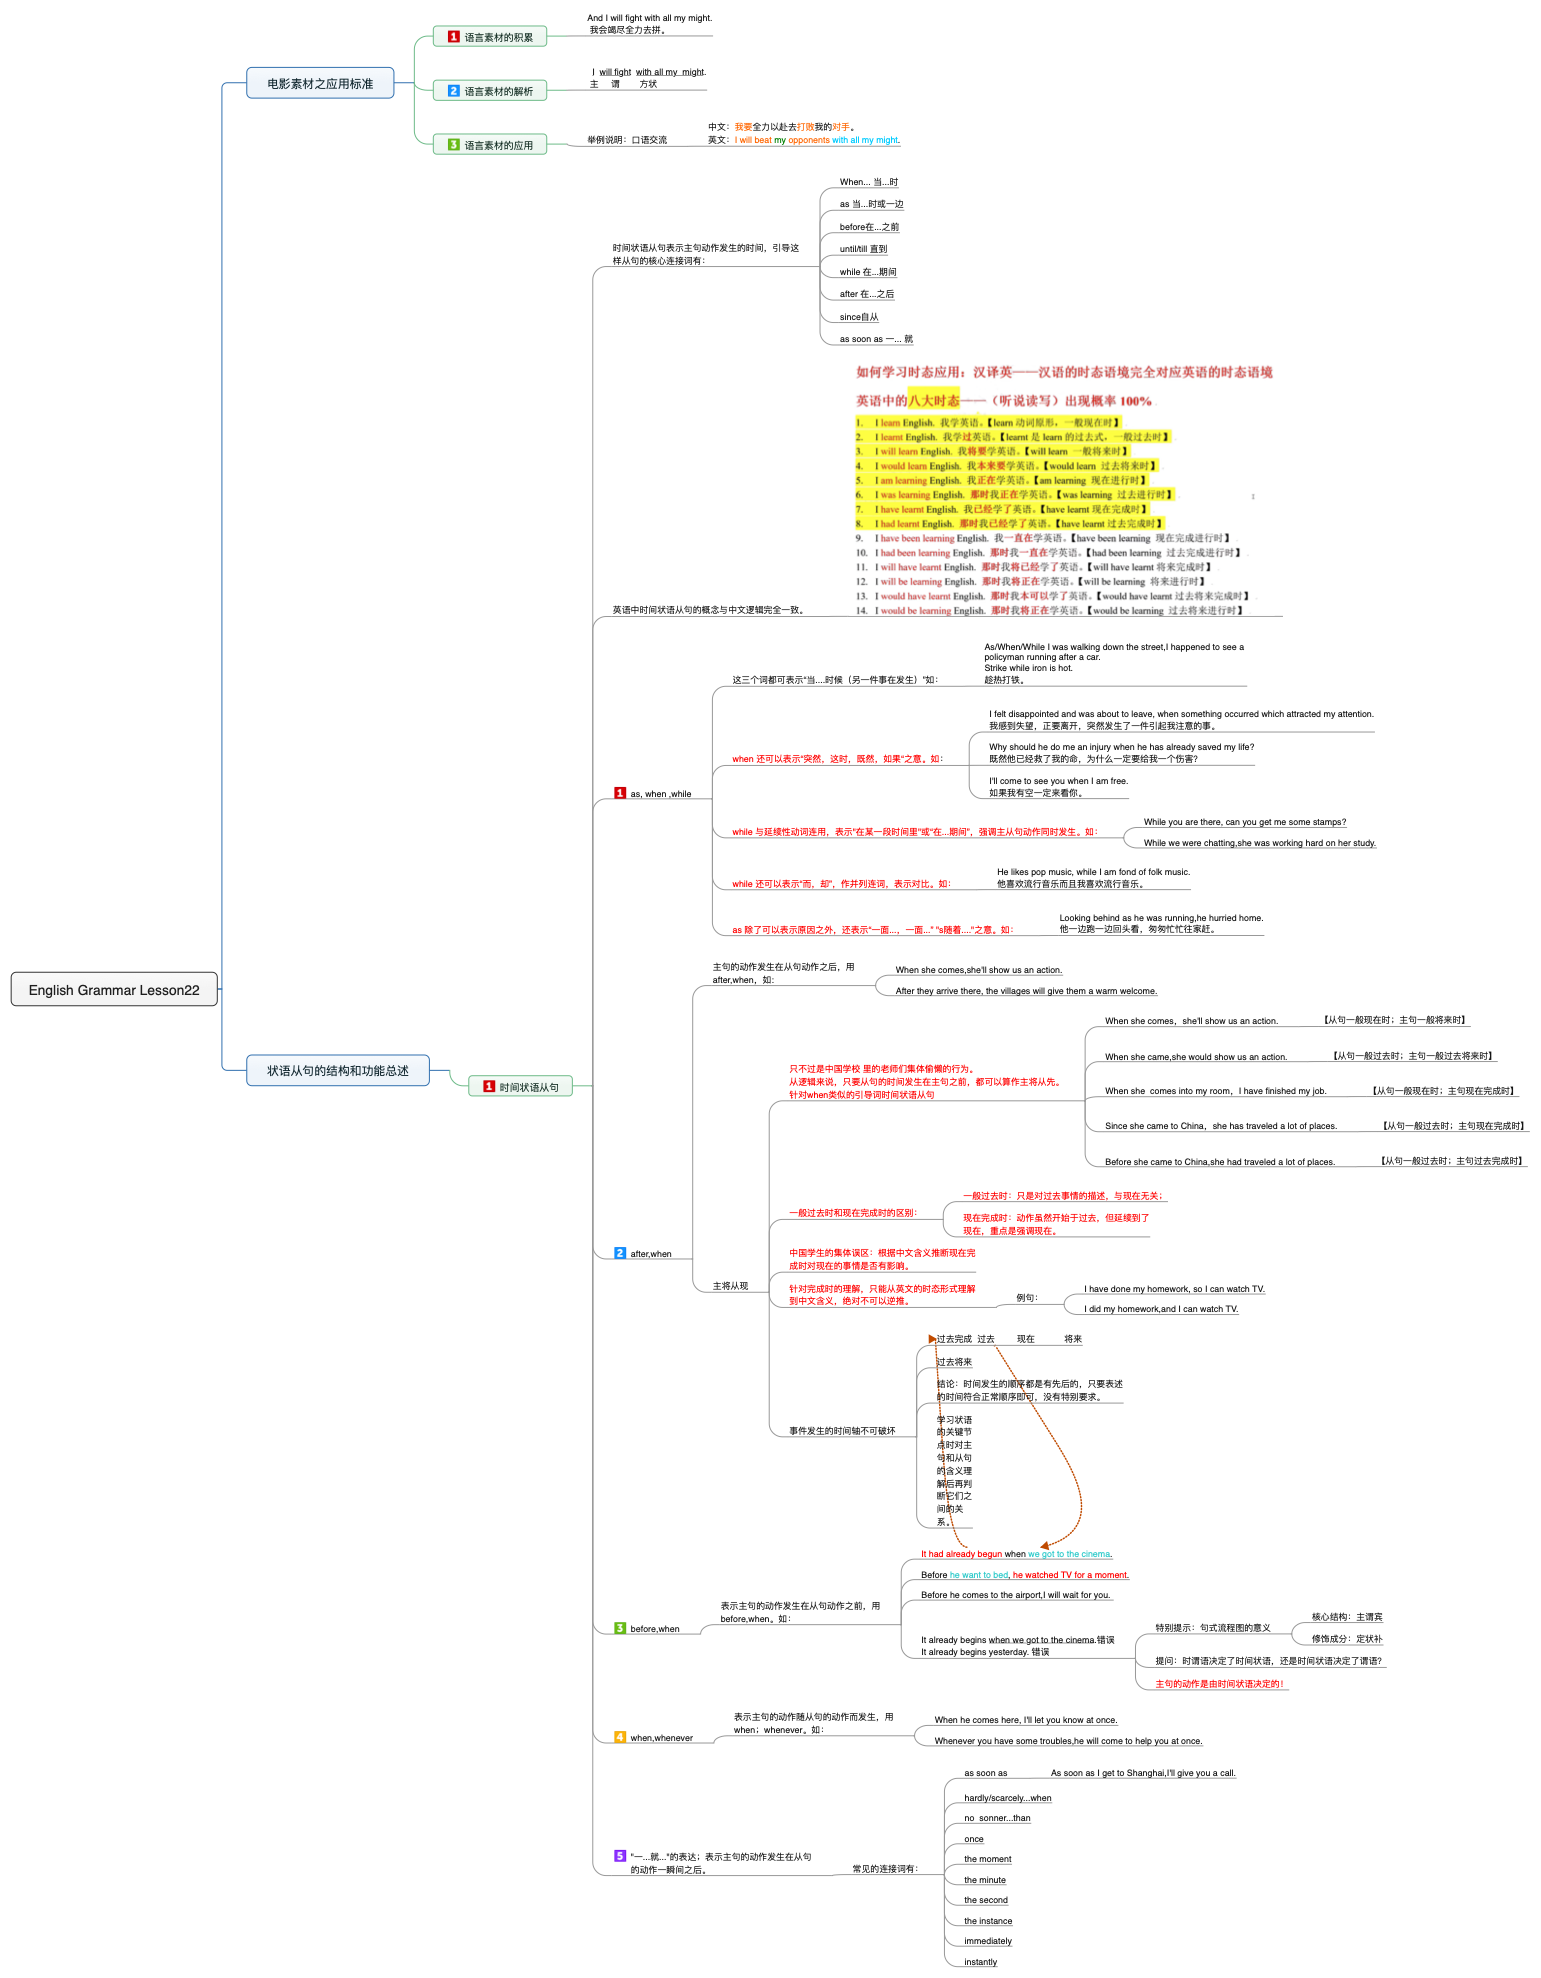 English Grammar Lesson22
电影素材之应用标准
1 语言素材的积累
And I will fight with all my might.
我会竭尽全力去拼。
2 语言素材的解析
I will fight with all my might.
主 谓 方状
3 语言素材的应用
举例说明：口语交流
中文：我要全力以赴去打败我的对手。
英文：I will beat my opponents with all my might.
状语从句的结构和功能总述
1 时间状语从句
时间状语从句表示主句动作发生的时间，引导这
样从句的核心连接词有：
When... 当...时
as 当...时或一边
before在...之前
until/till 直到
while 在...期间
after 在...之后
since自从
as soon as 一... 就
英语中时间状语从句的概念与中文逻辑完全一致。
如何学习时态应用：汉译英——汉语的时态语境完全对应英语的时态语境
英语中的八大时态——（听说读写）出现概率 100%
1. I learn English. 我学英语。【learn 动词原形，一般现在时】
2. I learnt English. 我学过英语。【learnt 是 learn 的过去式，一般过去时】
3. I will learn English. 我将要学英语。【will learn 一般将来时】
4. I would learn English. 我本来要学英语。【would learn 过去将来时】
5. I am learning English. 我正在学英语。【am learning 现在进行时】
6. I was learning English. 那时我正在学英语。【was learning 过去进行时】
7. I have learnt English. 我已经学了英语。【have learnt 现在完成时】
8. I had learnt English. 那时我已经学了英语。【have learnt 过去完成时】
9. I have been learning English. 我一直在学英语。【have been learning 现在完成进行时】
10. I had been learning English. 那时我一直在学英语。【had been learning 过去完成进行时】
11. I will have learnt English. 那时我将已经学了英语。【will have learnt 将来完成时】
12. I will be learning English. 那时我将正在学英语。【will be learning 将来进行时】
13. I would have learnt English. 那时我本可以学了英语。【would have learnt 过去将来完成时】
14. I would be learning English. 那时我将正在学英语。【would be learning 过去将来进行时】
1 as, when ,while
这三个词都可表示“当....时候（另一件事在发生）”如：
As/When/While I was walking down the street,I happened to see a
policyman running after a car.
Strike while iron is hot.
趁热打铁。
when 还可以表示“突然，这时，既然，如果”之意。如：
I felt disappointed and was about to leave, when something occurred which attracted my attention.
我感到失望，正要离开，突然发生了一件引起我注意的事。
Why should he do me an injury when he has already saved my life?
既然他已经救了我的命，为什么一定要给我一个伤害？
I'll come to see you when I am free.
如果我有空一定来看你。
while 与延续性动词连用，表示“在某一段时间里”或“在...期间”，强调主从句动作同时发生。如：
While you are there, can you get me some stamps?
While we were chatting,she was working hard on her study.
while 还可以表示“而，却”，作并列连词，表示对比。如：
He likes pop music, while I am fond of folk music.
他喜欢流行音乐而且我喜欢流行音乐。
as 除了可以表示原因之外，还表示“一面...，一面...” "s随着...."之意。如：
Looking behind as he was running,he hurried home.
他一边跑一边回头看，匆匆忙忙往家赶。
2 after,when
主句的动作发生在从句动作之后，用
after,when，如：
When she comes,she'll show us an action.
After they arrive there, the villages will give them a warm welcome.
主将从现
只不过是中国学校 里的老师们集体偷懒的行为。
从逻辑来说，只要从句的时间发生在主句之前，都可以算作主将从先。
针对when类似的引导词时间状语从句
When she comes，she'll show us an action. 【从句一般现在时；主句一般将来时】
When she came,she would show us an action. 【从句一般过去时；主句一般过去将来时】
When she comes into my room，I have finished my job. 【从句一般现在时；主句现在完成时】
Since she came to China，she has traveled a lot of places. 【从句一般过去时；主句现在完成时】
Before she came to China,she had traveled a lot of places. 【从句一般过去时；主句过去完成时】
一般过去时和现在完成时的区别：
一般过去时：只是对过去事情的描述，与现在无关；
现在完成时：动作虽然开始于过去，但延续到了
现在，重点是强调现在。
中国学生的集体误区：根据中文含义推断现在完
成时对现在的事情是否有影响。
针对完成时的理解，只能从英文的时态形式理解
到中文含义，绝对不可以逆推。
例句：
I have done my homework, so I can watch TV.
I did my homework,and I can watch TV.
事件发生的时间轴不可破坏
过去完成 过去 现在 将来
过去将来
结论：时间发生的顺序都是有先后的，只要表述
的时间符合正常顺序即可，没有特别要求。
学习状语
的关键节
点时对主
句和从句
的含义理
解后再判
断它们之
间的关
系。
3 before,when
表示主句的动作发生在从句动作之前，用
before,when。如：
It had already begun when we got to the cinema.
Before he want to bed, he watched TV for a moment.
Before he comes to the airport,I will wait for you.
It already begins when we got to the cinema.错误
It already begins yesterday. 错误
特别提示：句式流程图的意义
核心结构：主谓宾
修饰成分：定状补
提问：时谓语决定了时间状语，还是时间状语决定了谓语？
主句的动作是由时间状语决定的！
4 when,whenever
表示主句的动作随从句的动作而发生，用
when；whenever。如：
When he comes here, I'll let you know at once.
Whenever you have some troubles,he will come to help you at once.
5 "一...就..."的表达；表示主句的动作发生在从句
的动作一瞬间之后。
常见的连接词有：
as soon as As soon as I get to Shanghai,I'll give you a call.
hardly/scarcely...when
no sonner...than
once
the moment
the minute
the second
the instance
immediately
instantly